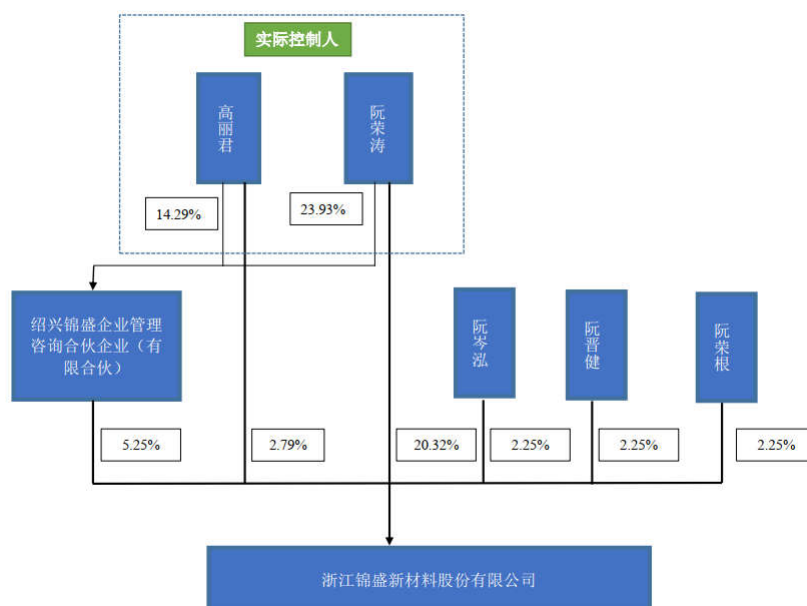 实际控制人
高丽君
阮荣涛
14.29%
23.93%
绍兴锦盛企业管理
咨询合伙企业（有
限合伙）
阮岑泓
阮晋健
阮荣根
5.25%
2.79%
20.32%
2.25%
2.25%
2.25%
浙江锦盛新材料股份有限公司